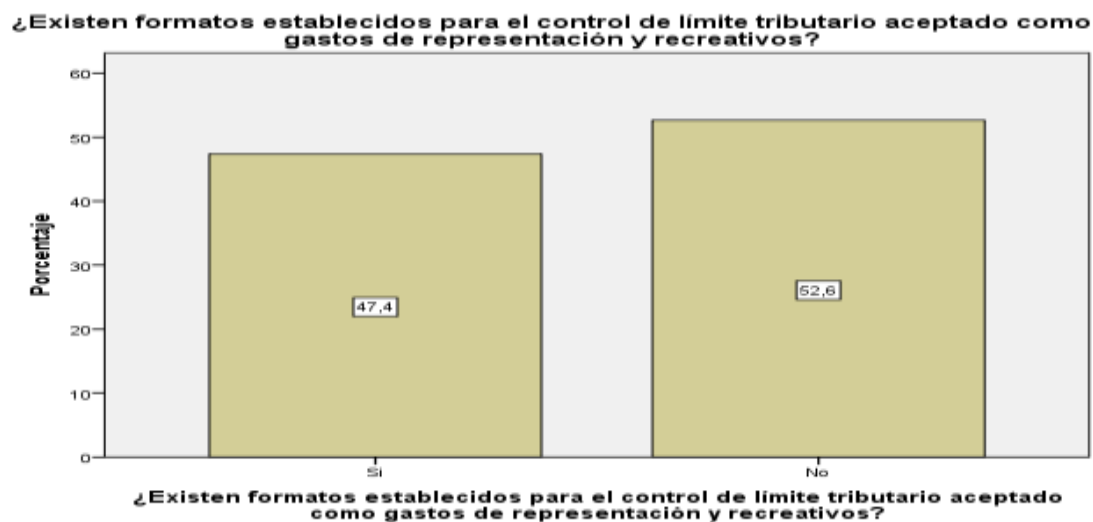 ¿Existen formatos establecidos para el control de límite tributario aceptado como
gastos de representación y recreativos?
Porcentaje
60
50
40
30
20
10
0
47,4
52,6
Si
No
¿Existen formatos establecidos para el control de límite tributario aceptado
como gastos de representación y recreativos?